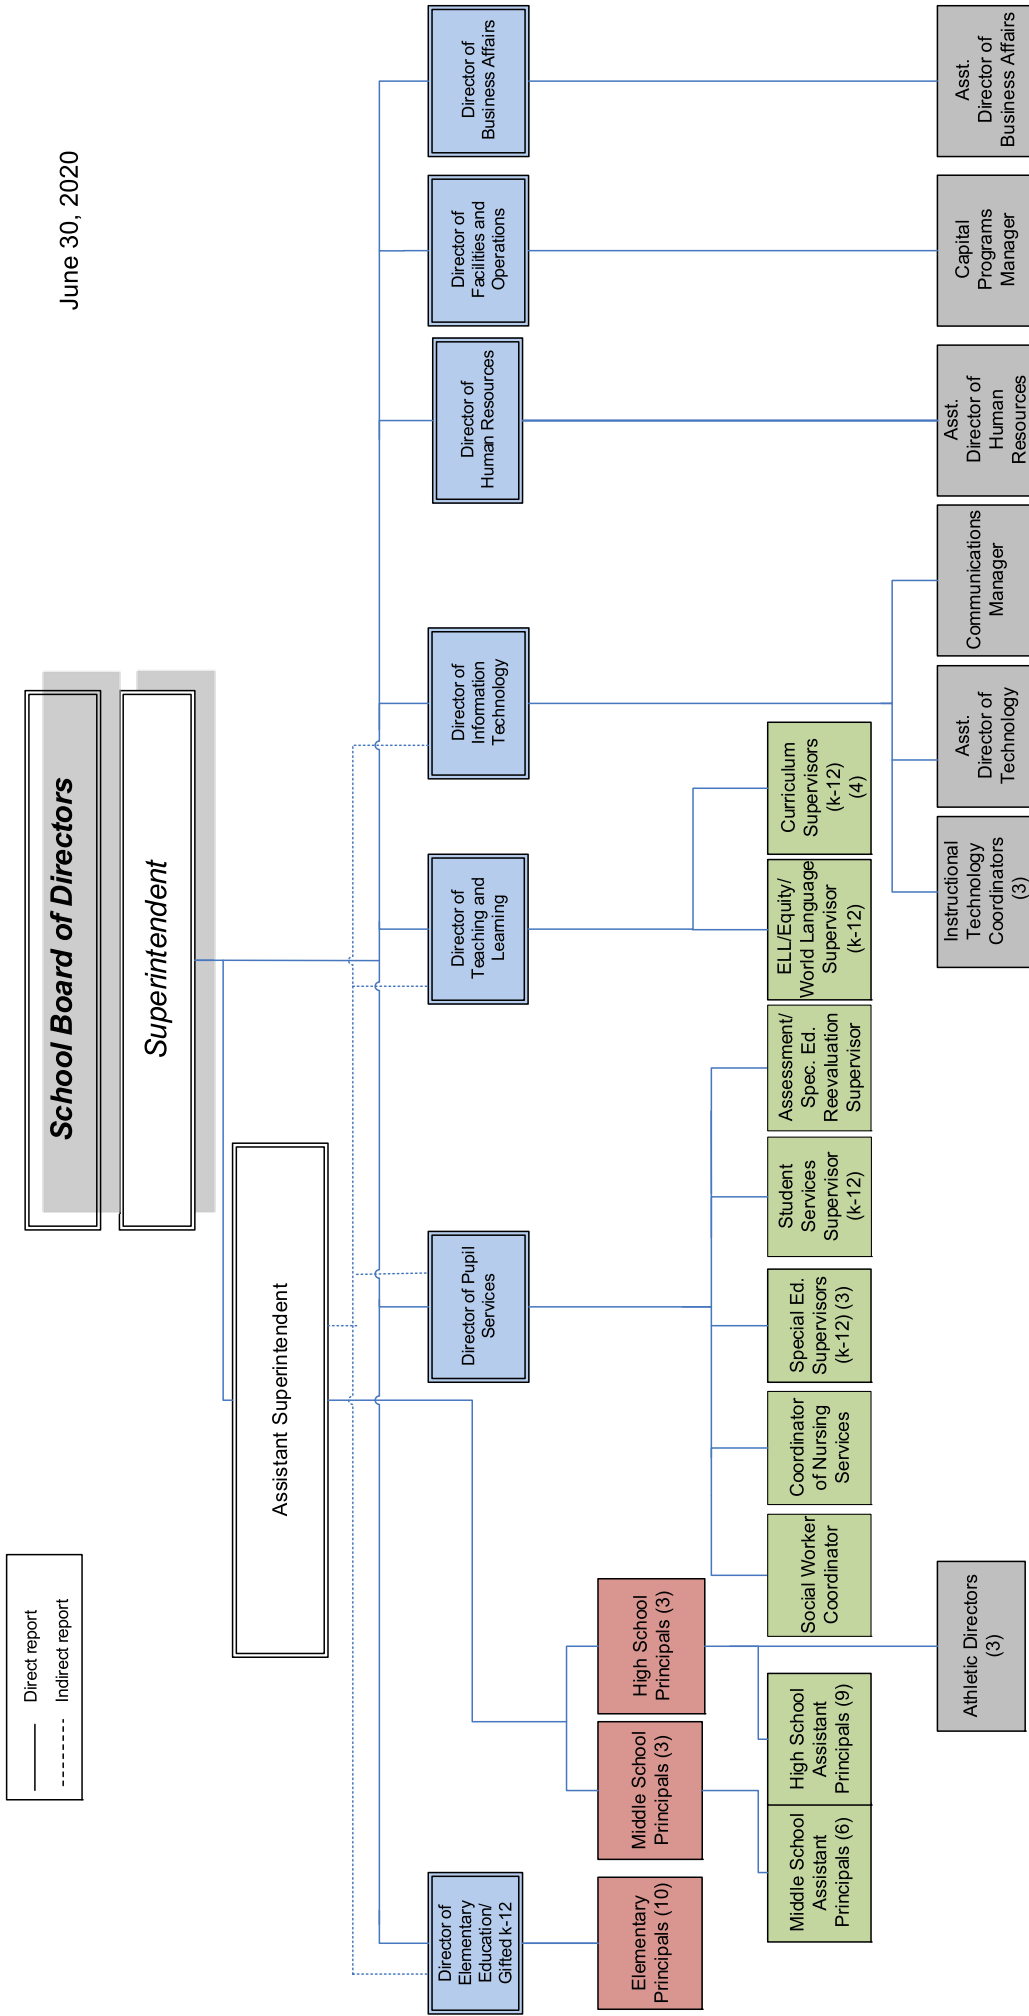 June 30, 2020
School Board of Directors
Superintendent
Direct report
Indirect report
Assistant Superintendent
Director of
Elementary
Education/
Gifted k-12
Director of Pupil
Services
Director of
Teaching and
Learning
Director of
Information
Technology
Director of
Human Resources
Director of
Facilities and
Operations
Director of
Business Affairs
Elementary
Principals (10)
Middle School
Principals (3)
High School
Principals (3)
Middle School
Assistant
Principals (6)
High School
Assistant
Principals (9)
Social Worker
Coordinator
Coordinator
of Nursing
Services
Special Ed.
Supervisors
(k-12) (3)
Student
Services
Supervisor
(k-12)
Assessment/
Spec. Ed.
Reevaluation
Supervisor
ELL/Equity/
World Language
Supervisor
(k-12)
Curriculum
Supervisors
(k-12)
(4)
Athletic Directors
(3)
Instructional
Technology
Coordinators
(3)
Asst.
Director of
Technology
Communications
Manager
Asst.
Director of
Human
Resources
Capital
Programs
Manager
Asst.
Director of
Business Affairs